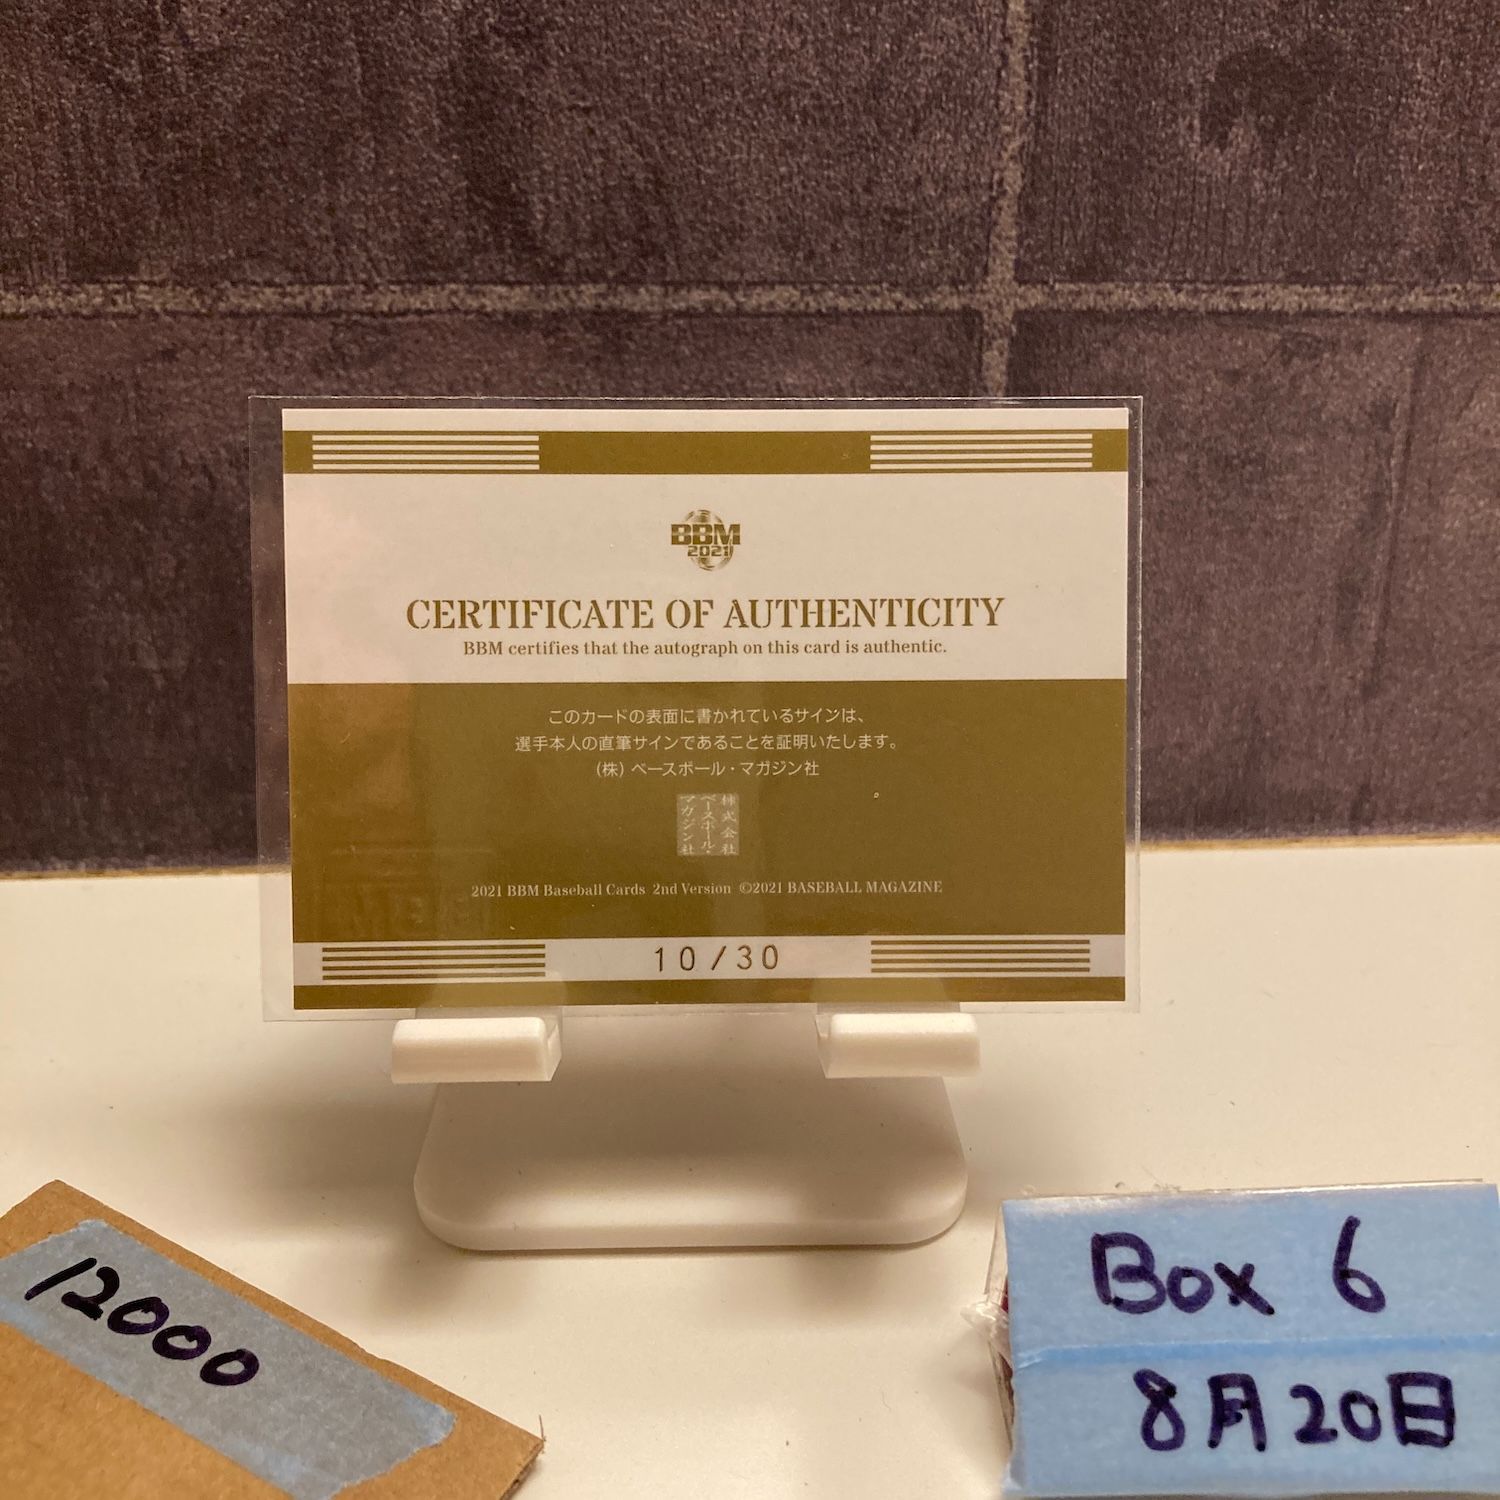 BBM
2021
CERTIFICATE OF AUTHENTICITY
BBM certifies that the autograph on this card is authentic.
このカードの表面に書かれているサインは、
選手本人の直筆サインであることを証明いたします。
(株) ベースボール・マガジン社
株式会社
ベースボール・
マガジン社
2021 BBM Baseball Cards 2nd Version ©2021 BASEBALL MAGAZINE
10/30
12000
Box 6
8月20日